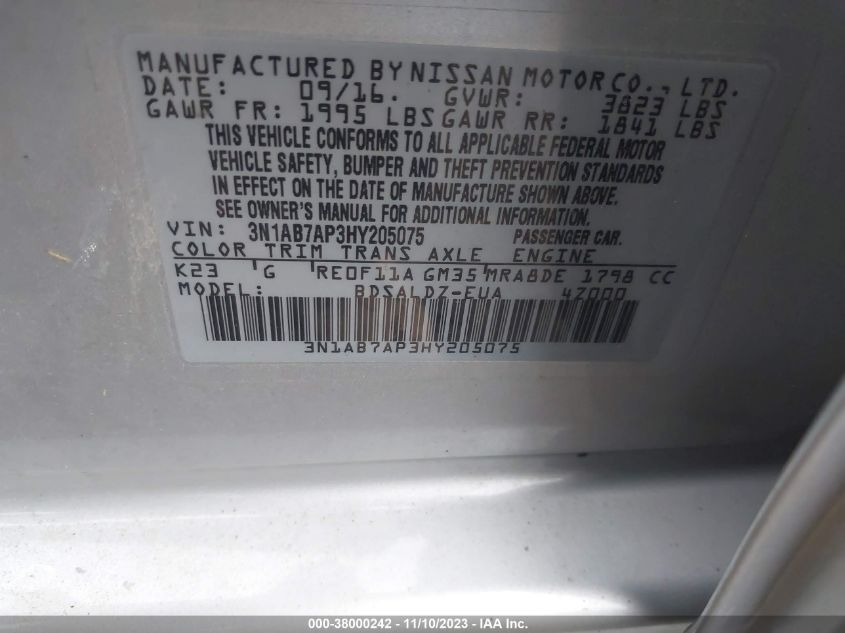 MANUFACTURED BY NISSAN MOTOR CO., LTD.
DATE: 09/16. GVWR: 3823 LBS
GAWR FR: 1995 LBS GAWR RR: 1841 LBS
THIS VEHICLE CONFORMS TO ALL APPLICABLE FEDERAL MOTOR
VEHICLE SAFETY, BUMPER AND THEFT PREVENTION STANDARDS
IN EFFECT ON THE DATE OF MANUFACTURE SHOWN ABOVE.
SEE OWNER'S MANUAL FOR ADDITIONAL INFORMATION.
VIN: 3N1AB7AP3HY205075 PASSENGER CAR.
COLOR TRIM TRANS AXLE ENGINE
K23 G RE0F11A GM35 MRA8DE 1798 CC
MODEL: BDSALDZ-EUA 4Z000
3N1AB7AP3HY205075
000-38000242 - 11/10/2023 - IAA Inc.